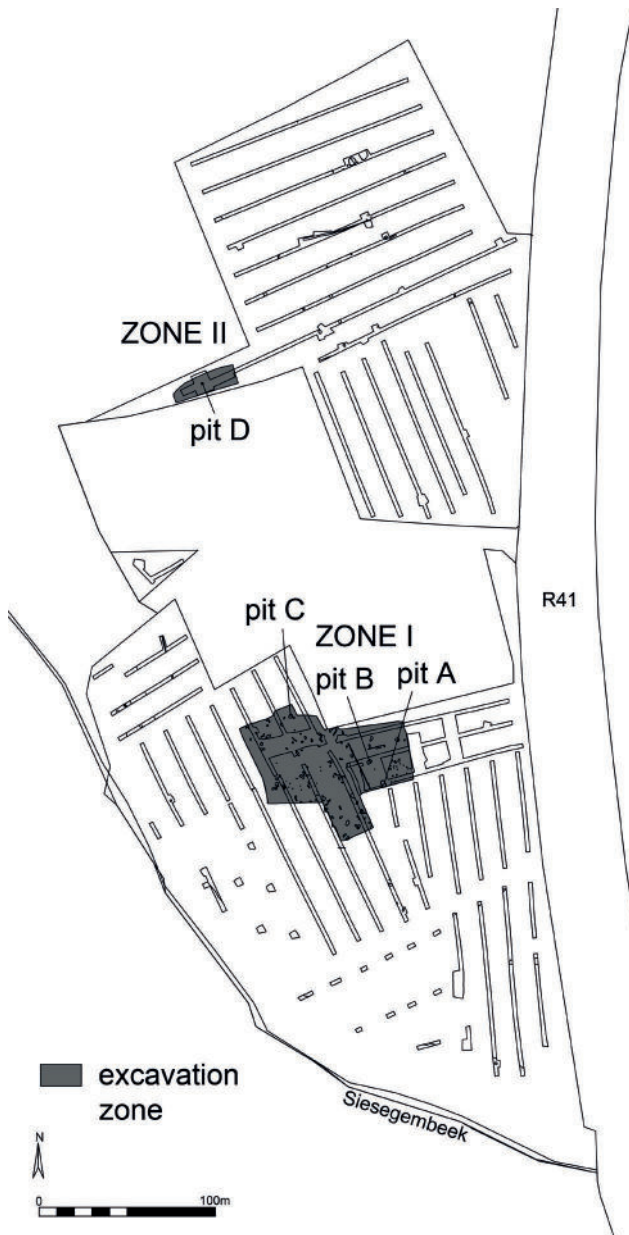 ZONE II
pit D
R41
pit C
ZONE I
pit B
pit A
excavation
zone
Siesegembeek
N
0
100m